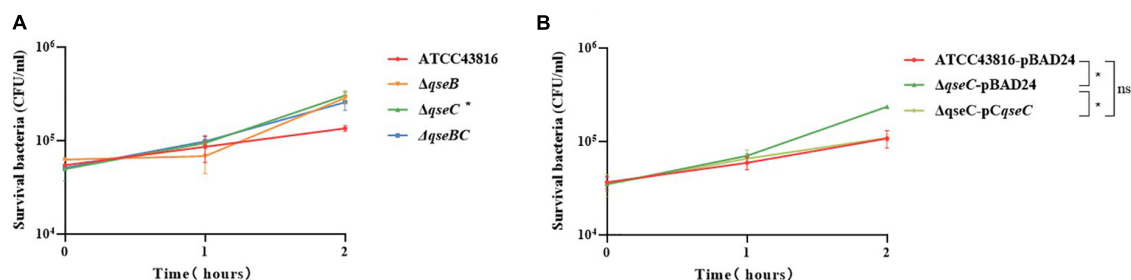 A
Survival bacteria (CFU/ml)
10⁶
10⁵
10⁴
0
1
2
Time( hours)
ATCC43816
ΔqseB
ΔqseC *
ΔqseBC
B
Survival bacteria (CFU/ml)
10⁶
10⁵
10⁴
0
1
2
Time( hours)
ATCC43816-pBAD24
ΔqseC-pBAD24
ΔqseC-pCqseC
*
*
ns